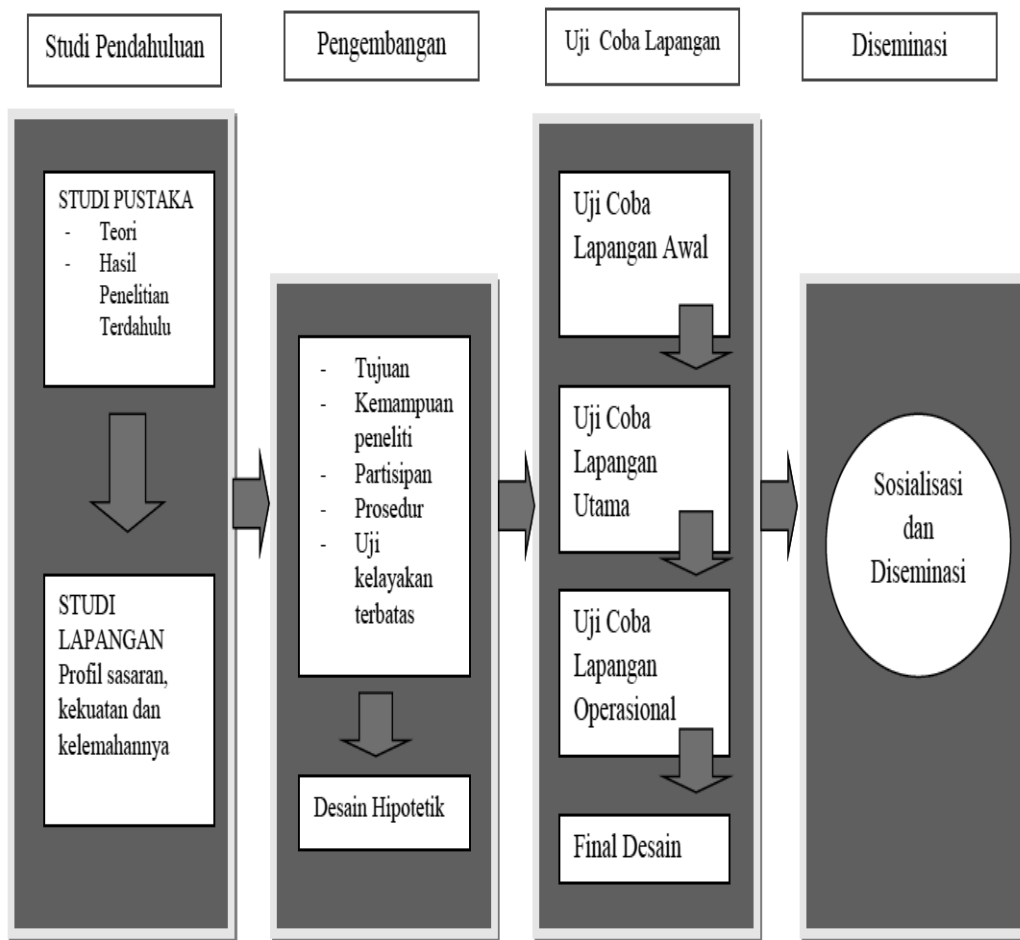 Studi Pendahuluan
Pengembangan
Uji Coba Lapangan
Diseminasi
STUDI PUSTAKA
- Teori
- Hasil
Penelitian
Terdahulu
STUDI
LAPANGAN
Profil sasaran,
kekuatan dan
kelemahannya
- Tujuan
- Kemampuan
peneliti
- Partisipan
- Prosedur
- Uji
kelayakan
terbatas
Desain Hipotetik
Uji Coba
Lapangan Awal
Uji Coba
Lapangan
Utama
Uji Coba
Lapangan
Operasional
Final Desain
Sosialisasi
dan
Diseminasi